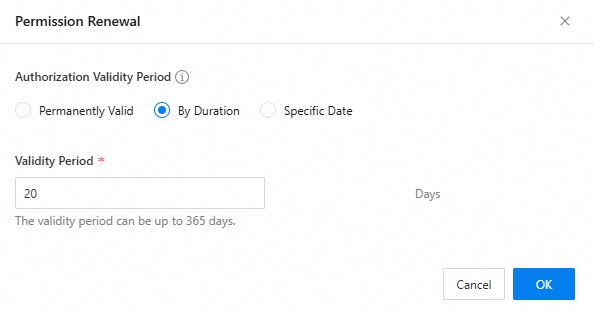 Permission Renewal
Authorization Validity Period
Permanently Valid By Duration Specific Date
Validity Period *
20 Days
The validity period can be up to 365 days.
Cancel OK